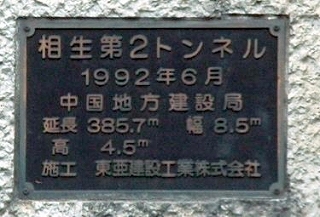 相生第2トンネル
1992年6月
中国地方建設局
延長 385.7m 幅 8.5m
高 4.5m
施工 東亜建設工業株式会社